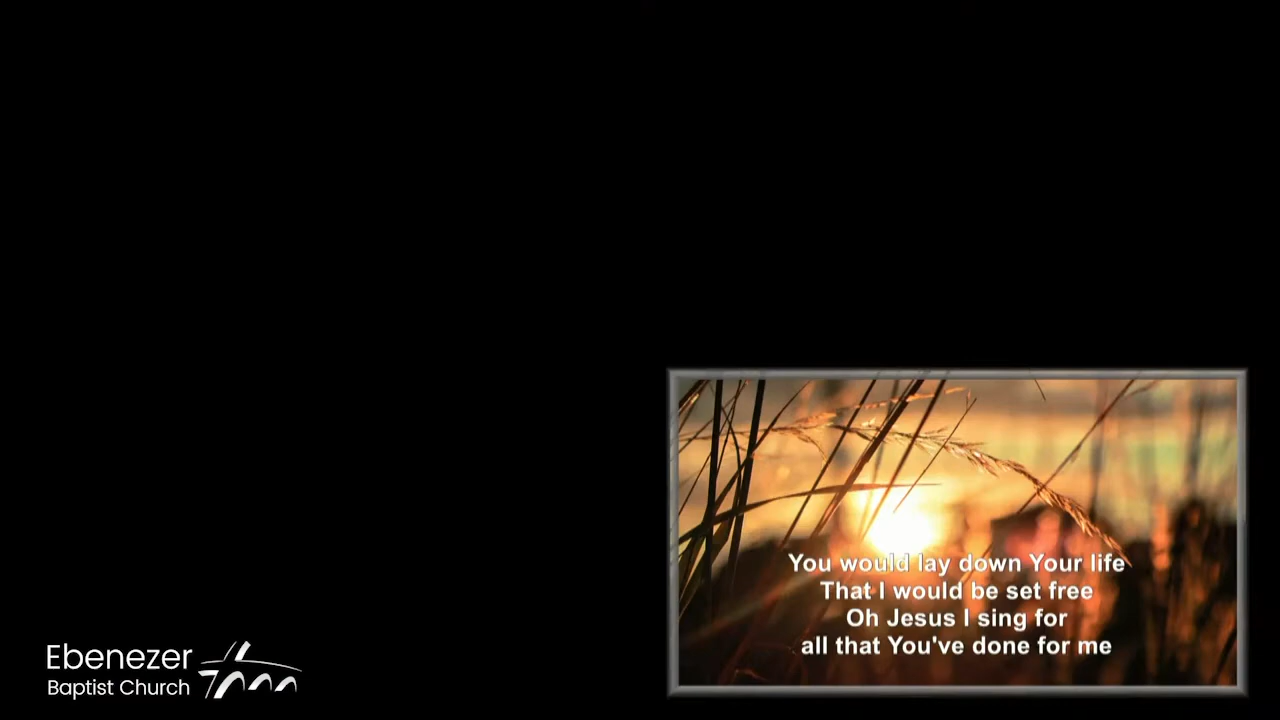 You would lay down Your life
That I would be set free
Oh Jesus I sing for
all that You've done for me
Ebenezer
Baptist Church